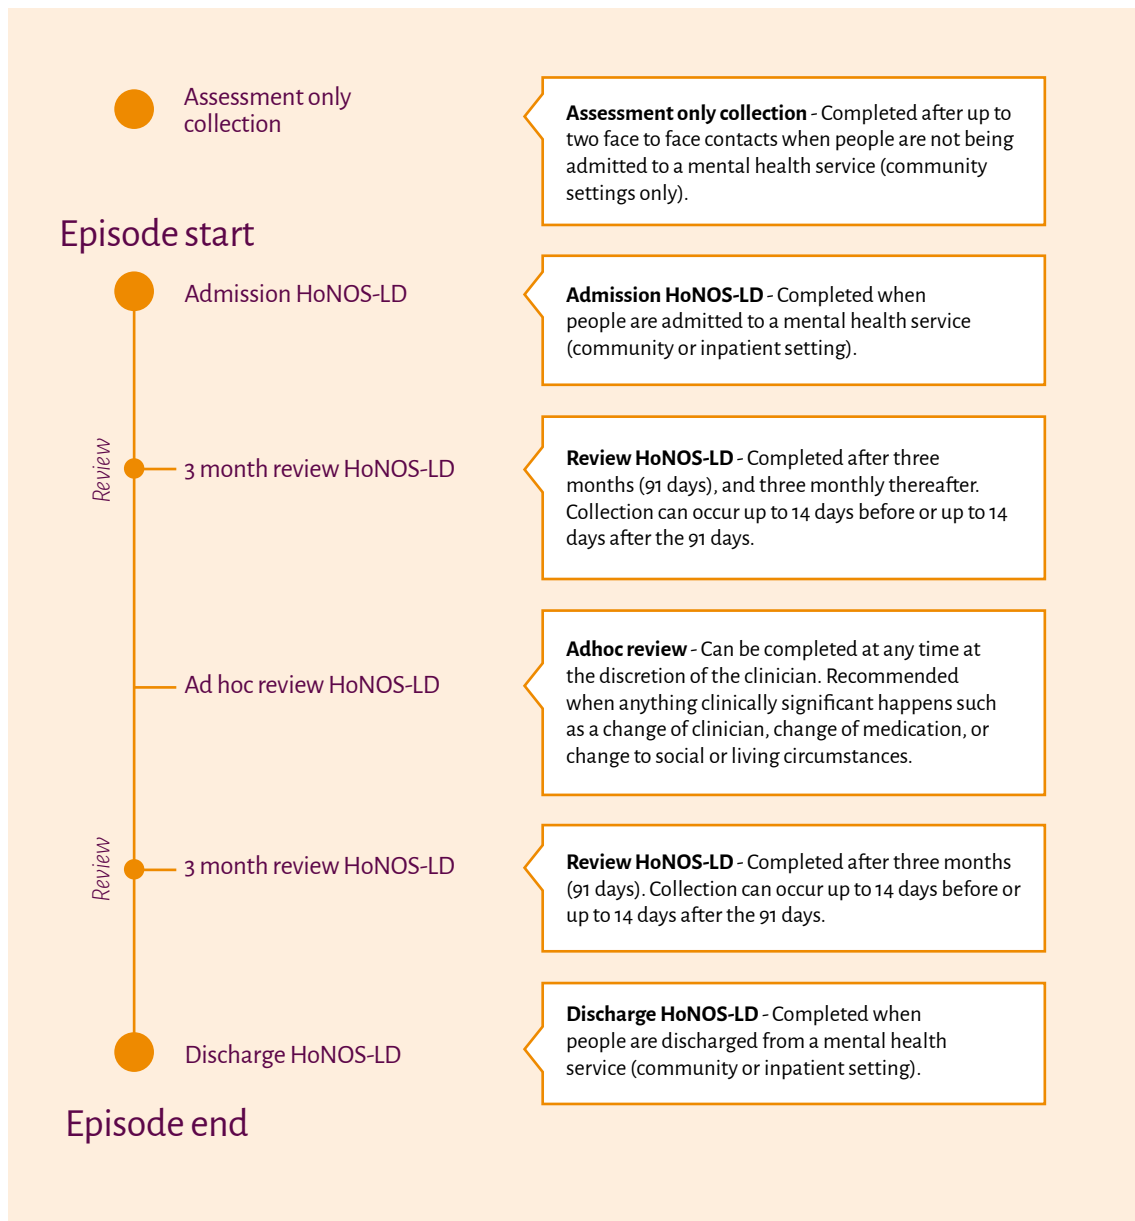 Assessment only
collection
Assessment only collection - Completed after up to
two face to face contacts when people are not being
admitted to a mental health service (community
settings only).
Episode start
Admission HoNOS-LD
Admission HoNOS-LD - Completed when
people are admitted to a mental health service
(community or inpatient setting).
Review
3 month review HoNOS-LD
Review HoNOS-LD - Completed after three
months (91 days), and three monthly thereafter.
Collection can occur up to 14 days before or up to 14
days after the 91 days.
Ad hoc review HoNOS-LD
Adhoc review - Can be completed at any time at
the discretion of the clinician. Recommended
when anything clinically significant happens such
as a change of clinician, change of medication, or
change to social or living circumstances.
Review
3 month review HoNOS-LD
Review HoNOS-LD - Completed after three months
(91 days). Collection can occur up to 14 days before or
up to 14 days after the 91 days.
Discharge HoNOS-LD
Discharge HoNOS-LD - Completed when
people are discharged from a mental health
service (community or inpatient setting).
Episode end